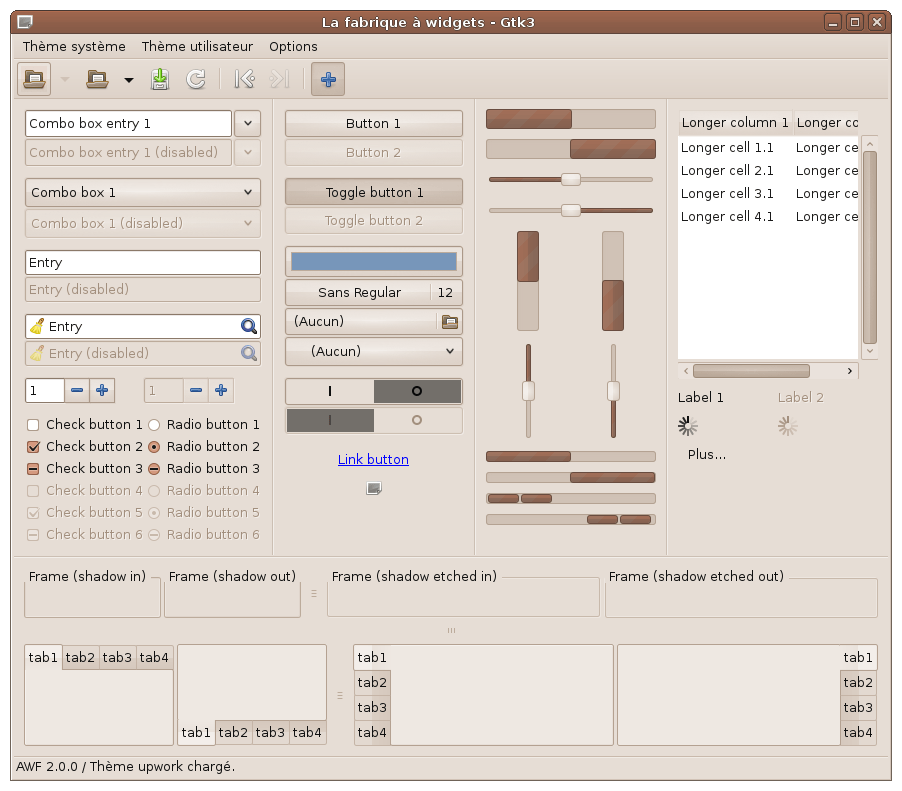 La fabrique à widgets - Gtk3
Thème système Thème utilisateur Options
Combo box entry 1
Combo box entry 1 (disabled)
Combo box 1
Combo box 1 (disabled)
Entry
Entry (disabled)
Entry
Entry (disabled)
1 1
Check button 1 Radio button 1
Check button 2 Radio button 2
Check button 3 Radio button 3
Check button 4 Radio button 4
Check button 5 Radio button 5
Check button 6 Radio button 6
Button 1
Button 2
Toggle button 1
Toggle button 2
Sans Regular 12
(Aucun)
(Aucun)
Link button
Longer column 1 Longer cc
Longer cell 1.1 Longer ce
Longer cell 2.1 Longer ce
Longer cell 3.1 Longer ce
Longer cell 4.1 Longer ce
Label 1 Label 2
Plus...
Frame (shadow in) Frame (shadow out) Frame (shadow etched in) Frame (shadow etched out)
tab1 tab2 tab3 tab4
tab1 tab2 tab3 tab4
tab1
tab2
tab3
tab4
tab1
tab2
tab3
tab4
AWF 2.0.0 / Thème upwork chargé.